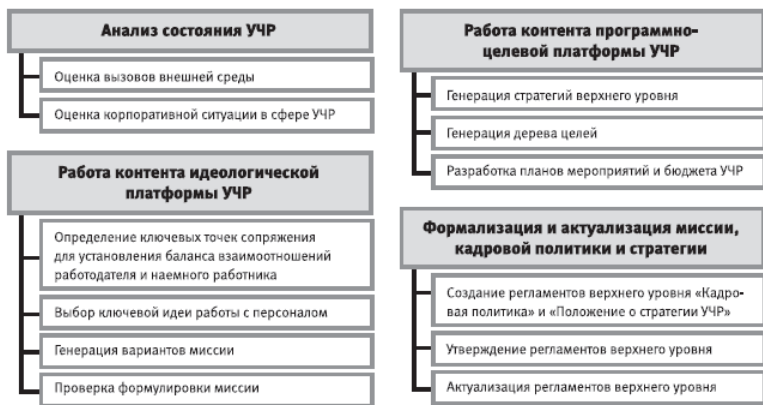 Анализ состояния УЧР
Оценка вызовов внешней среды
Оценка корпоративной ситуации в сфере УЧР
Работа контента идеологической
платформы УЧР
Определение ключевых точек сопряжения
для установления баланса взаимоотношений
работодателя и наемного работника
Выбор ключевой идеи работы с персоналом
Генерация вариантов миссии
Проверка формулировки миссии
Работа контента программно-
целевой платформы УЧР
Генерация стратегий верхнего уровня
Генерация дерева целей
Разработка планов мероприятий и бюджета УЧР
Формализация и актуализация миссии,
кадровой политики и стратегии
Создание регламентов верхнего уровня «Кадро-
вая политика» и «Положение о стратегии УЧР»
Утверждение регламентов верхнего уровня
Актуализация регламентов верхнего уровня